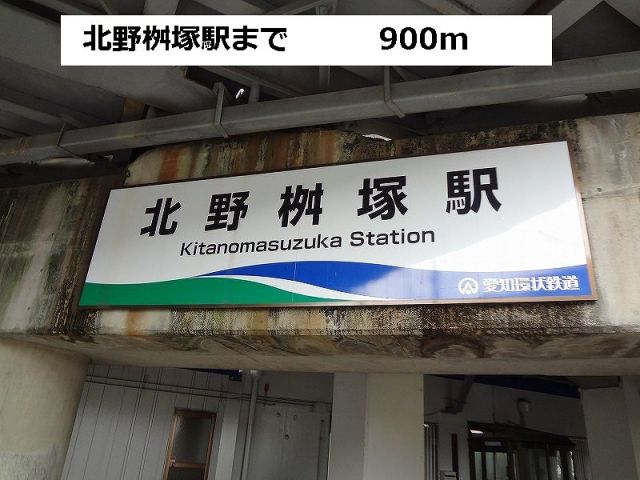 北野桝塚駅まで 900m
北野桝塚駅
Kitanomasuzuka Station
愛知環状鉄道